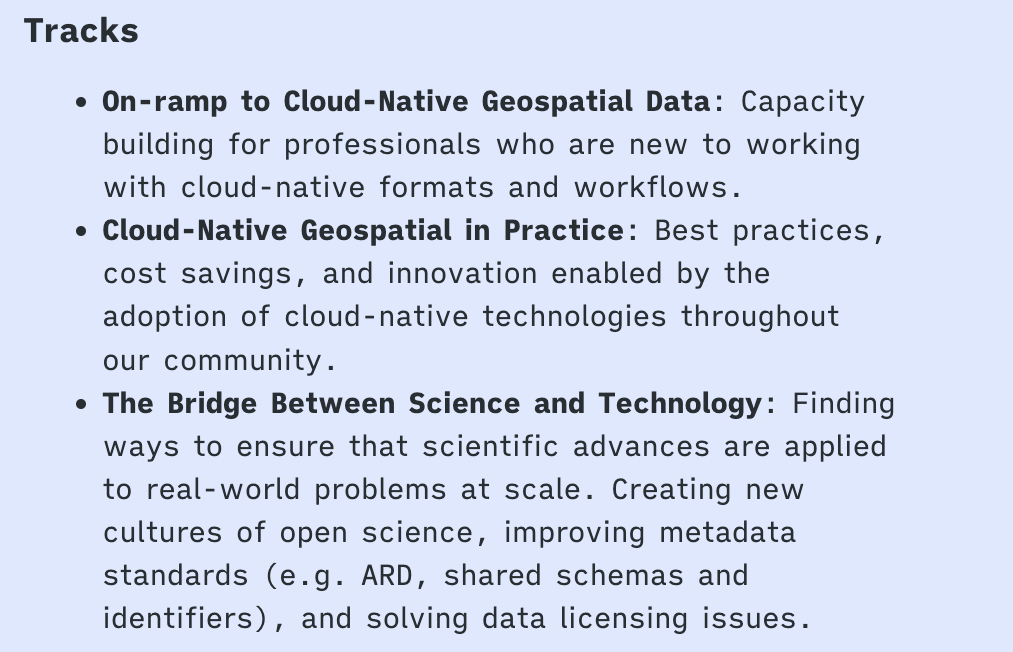 Tracks
• On-ramp to Cloud-Native Geospatial Data: Capacity
building for professionals who are new to working
with cloud-native formats and workflows.
• Cloud-Native Geospatial in Practice: Best practices,
cost savings, and innovation enabled by the
adoption of cloud-native technologies throughout
our community.
• The Bridge Between Science and Technology: Finding
ways to ensure that scientific advances are applied
to real-world problems at scale. Creating new
cultures of open science, improving metadata
standards (e.g. ARD, shared schemas and
identifiers), and solving data licensing issues.